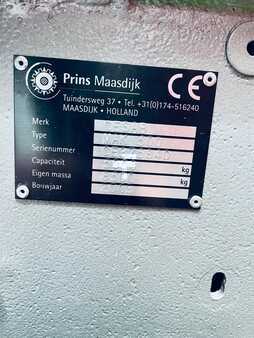 Prins Maasdijk
CE
Tuindersweg 37 • Tel. +31(0)174-516240
MAASDIJK • HOLLAND
Merk
Type
Serienummer
Capaciteit kg
Eigen massa kg
Bouwjaar